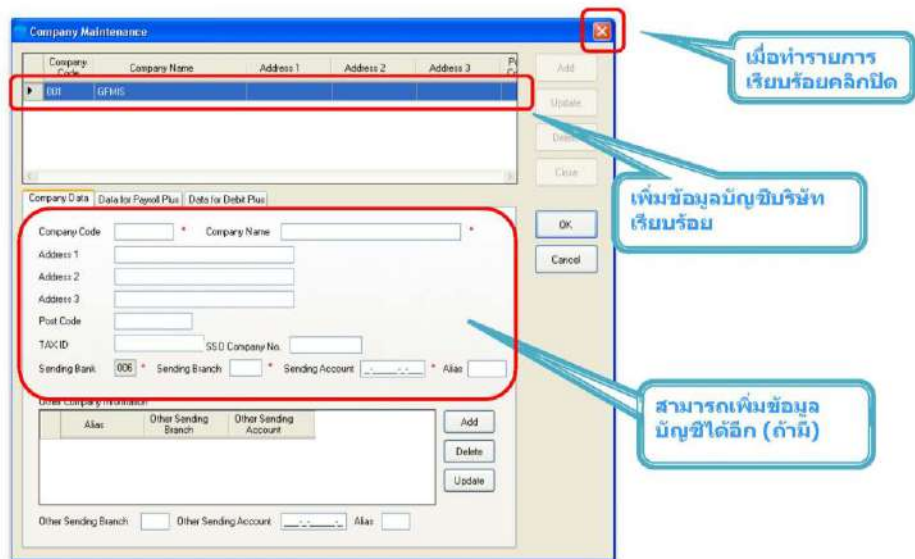 Company Maintenance
Company Code
Company Name
Address 1
Address 2
Address 3
Add
001
GFMIS
Update
Delete
Close
เมื่อทำรายการ
เรียบร้อยคลิกปิด
เพิ่มข้อมูลบัญชีบริษัท
เรียบร้อย
Company Data
Data for Payroll Plus
Data for Debit Plus
Company Code * Company Name *
OK
Address 1
Cancel
Address 2
Address 3
Post Code
TAX ID SSO Company No.
Sending Bank 006 * Sending Branch * Sending Account * Alias
สามารถเพิ่มข้อมูล
บัญชีได้อีก (ถ้ามี)
Other Company Information
Alias
Other Sending Branch
Other Sending Account
Add
Delete
Update
Other Sending Branch Other Sending Account Alias